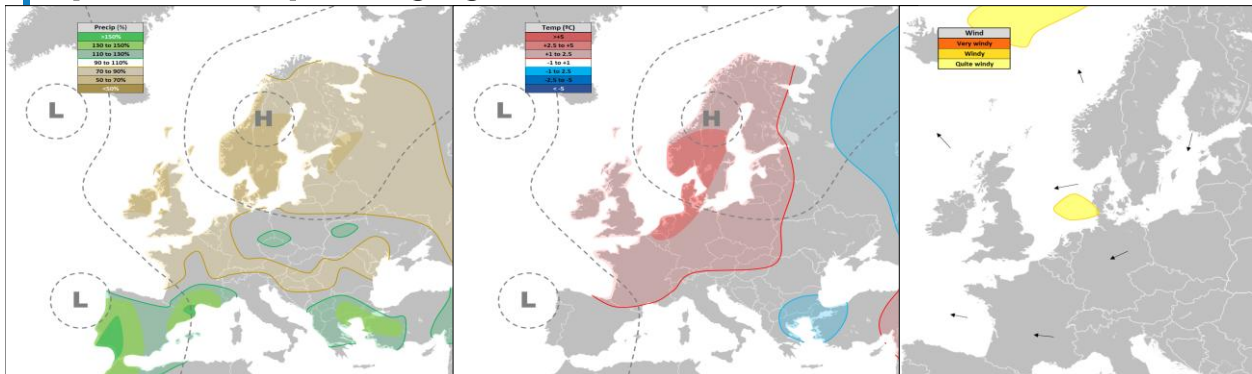 Precip (%)
>150%
130 to 150%
110 to 130%
90 to 110%
70 to 90%
50 to 70%
<50%
L
H
L
Temp (ºC)
>+5
+2.5 to +5
+1 to 2.5
-1 to +1
-1 to 2.5
-2.5 to -5
< -5
L
H
L
Wind
Very windy
Windy
Quite windy